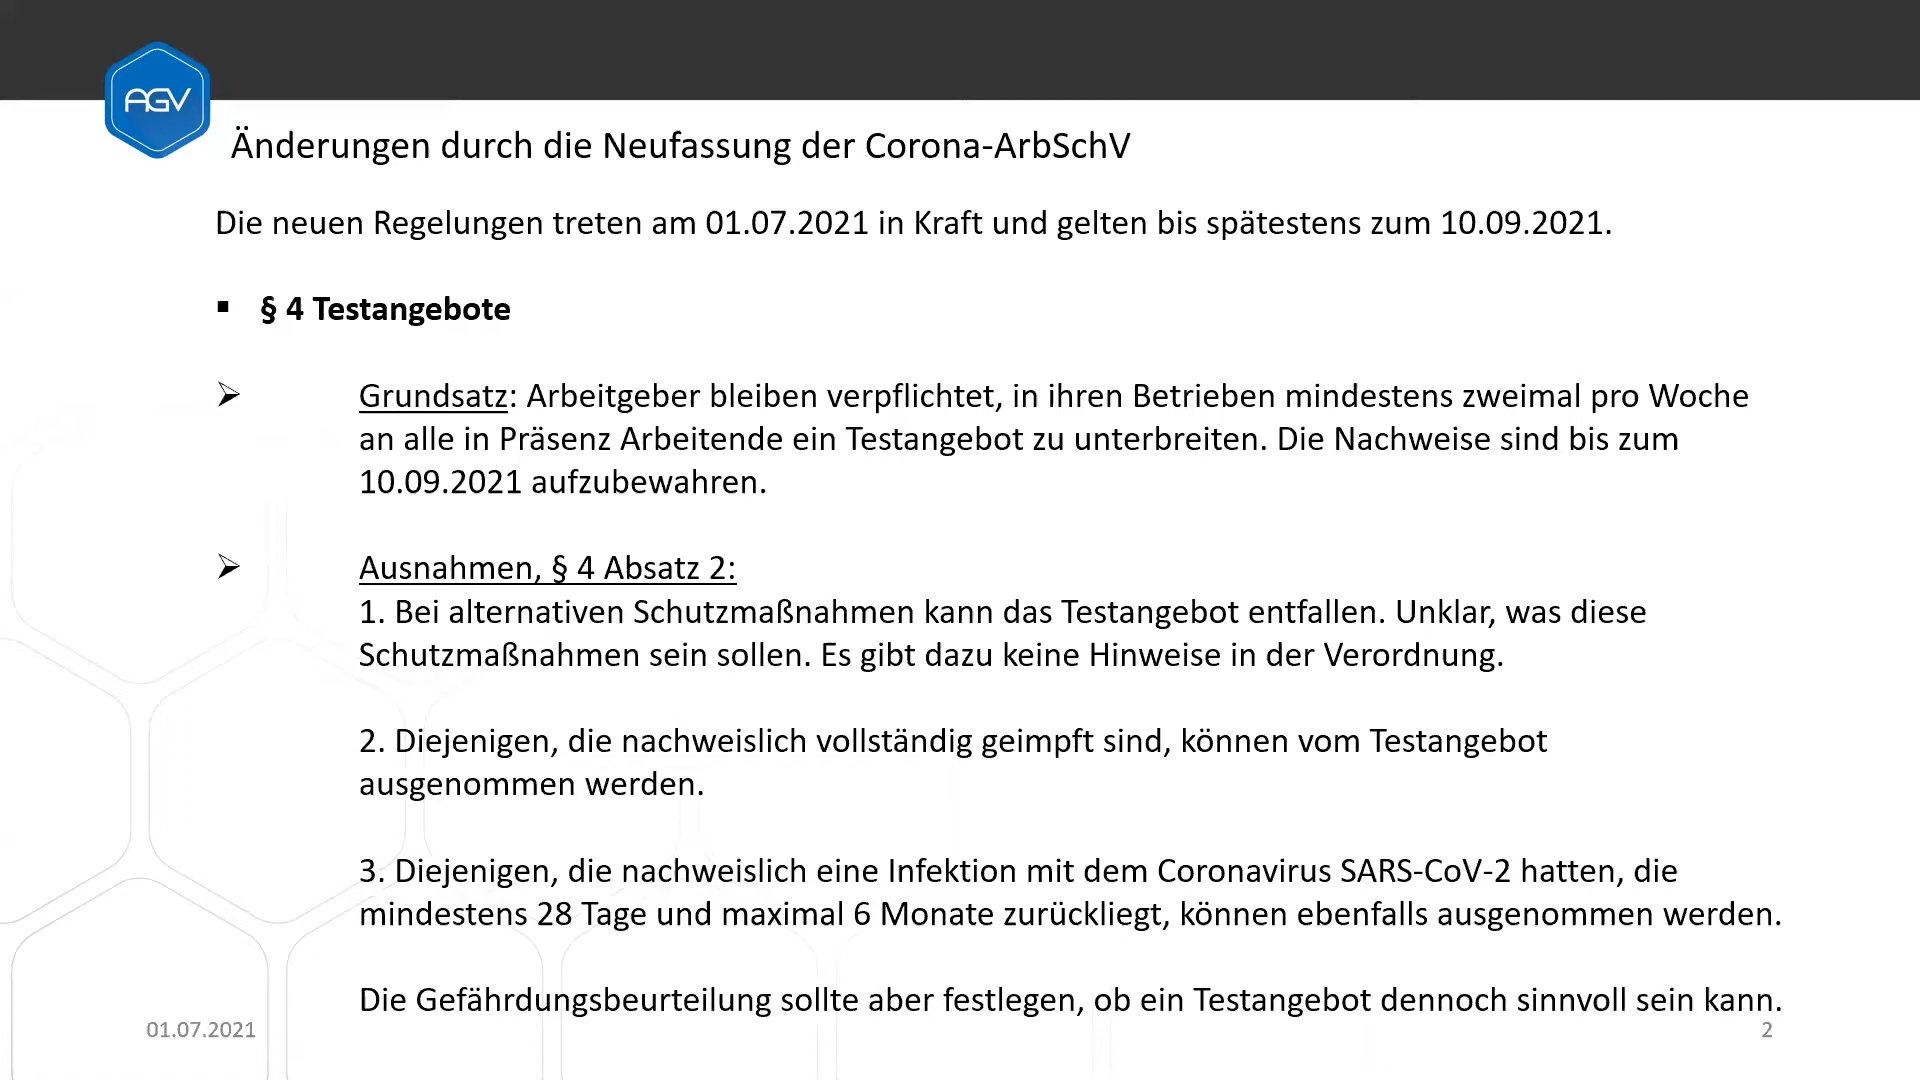 AGV
Änderungen durch die Neufassung der Corona-ArbSchV
Die neuen Regelungen treten am 01.07.2021 in Kraft und gelten bis spätestens zum 10.09.2021.
▪ § 4 Testangebote
➢ Grundsatz: Arbeitgeber bleiben verpflichtet, in ihren Betrieben mindestens zweimal pro Woche
an alle in Präsenz Arbeitende ein Testangebot zu unterbreiten. Die Nachweise sind bis zum
10.09.2021 aufzubewahren.
➢ Ausnahmen, § 4 Absatz 2:
1. Bei alternativen Schutzmaßnahmen kann das Testangebot entfallen. Unklar, was diese
Schutzmaßnahmen sein sollen. Es gibt dazu keine Hinweise in der Verordnung.
2. Diejenigen, die nachweislich vollständig geimpft sind, können vom Testangebot
ausgenommen werden.
3. Diejenigen, die nachweislich eine Infektion mit dem Coronavirus SARS-CoV-2 hatten, die
mindestens 28 Tage und maximal 6 Monate zurückliegt, können ebenfalls ausgenommen werden.
Die Gefährdungsbeurteilung sollte aber festlegen, ob ein Testangebot dennoch sinnvoll sein kann.
01.07.2021
2